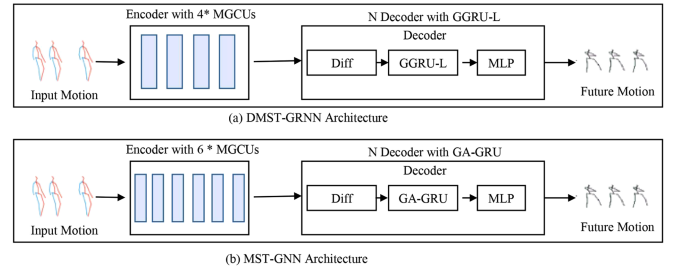 Encoder with 4* MGCUs
N Decoder with GGRU-L
Decoder
Diff
GGRU-L
MLP
Input Motion
Future Motion
(a) DMST-GRNN Architecture
Encoder with 6 * MGCUs
N Decoder with GA-GRU
Decoder
Diff
GA-GRU
MLP
Input Motion
Future Motion
(b) MST-GNN Architecture